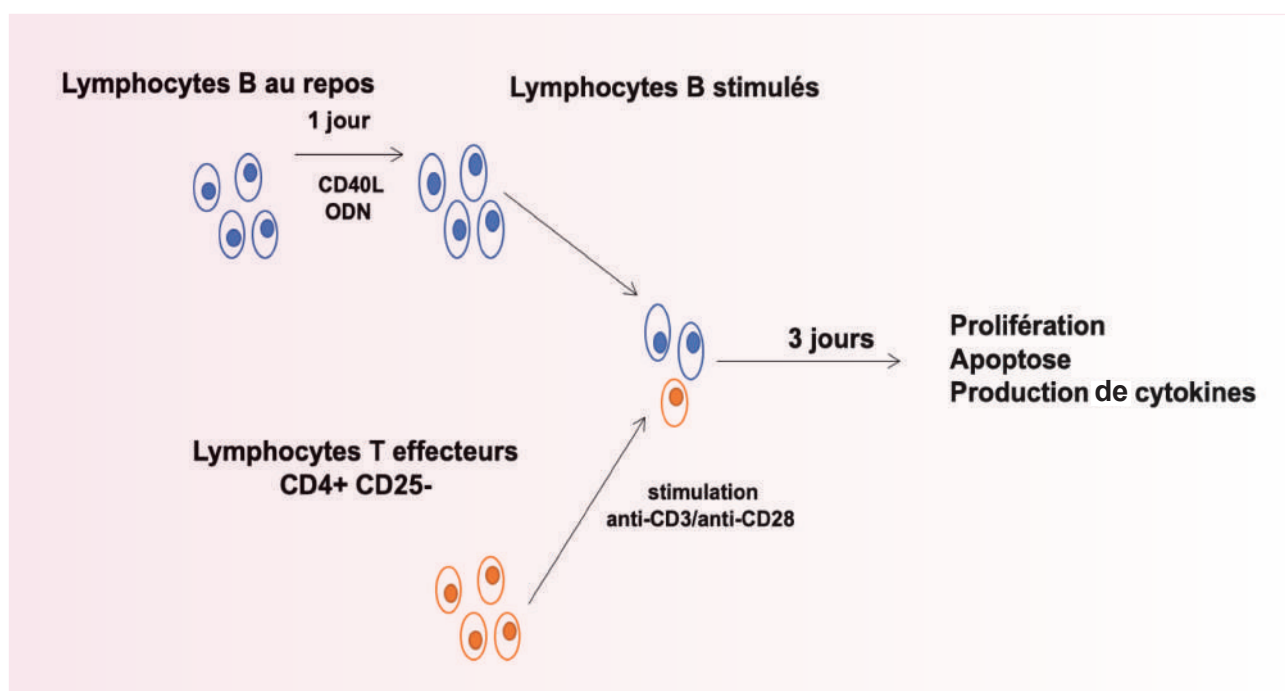 Lymphocytes B au repos
Lymphocytes B stimulés
1 jour
CD40L
ODN
3 jours
Prolifération
Apoptose
Production de cytokines
Lymphocytes T effecteurs
CD4+ CD25-
stimulation
anti-CD3/anti-CD28